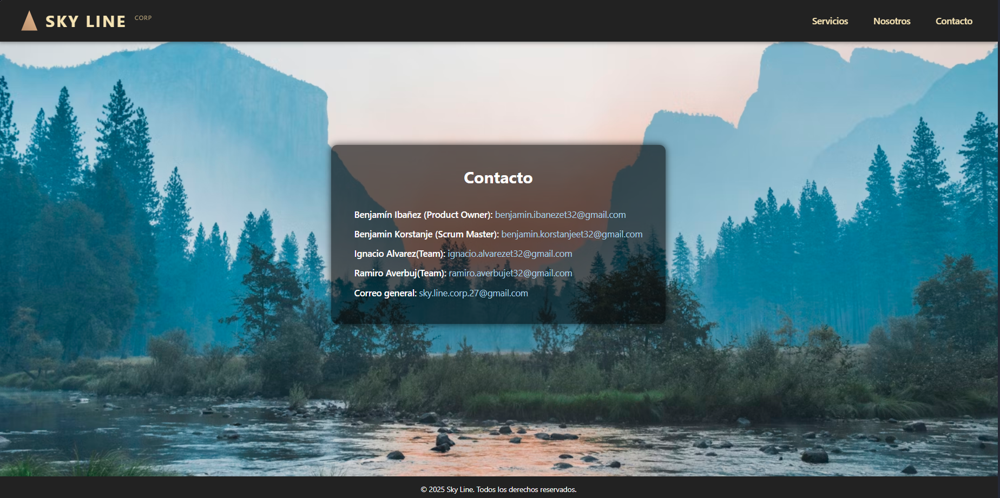 SKY LINE CORP
Servicios Nosotros Contacto
Contacto
Benjamín Ibañez (Product Owner): benjamin.ibanezet32@gmail.com
Benjamin Korstanje (Scrum Master): benjamin.korstanjeet32@gmail.com
Ignacio Alvarez(Team): ignacio.alvarezet32@gmail.com
Ramiro Averbuj(Team): ramiro.averbujet32@gmail.com
Correo general: sky.line.corp.27@gmail.com
© 2025 Sky Line. Todos los derechos reservados.